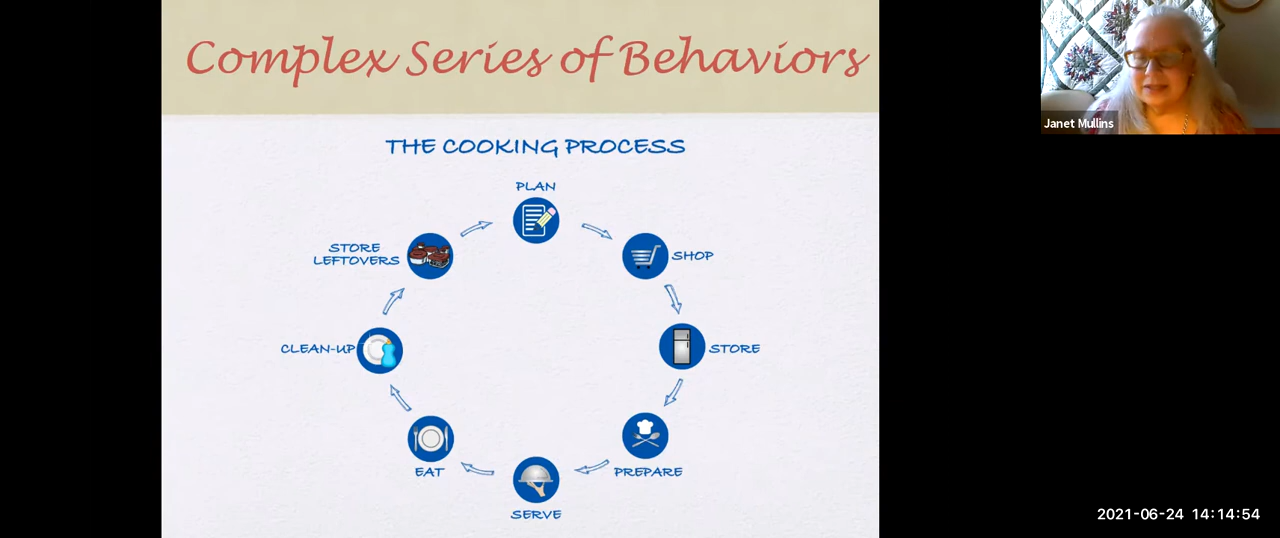 Complex Series of Behaviors
Janet Mullins
THE COOKING PROCESS
PLAN
STORE
LEFTOVERS
SHOP
CLEAN-UP
STORE
EAT
PREPARE
SERVE
2021-06-24 14:14:54